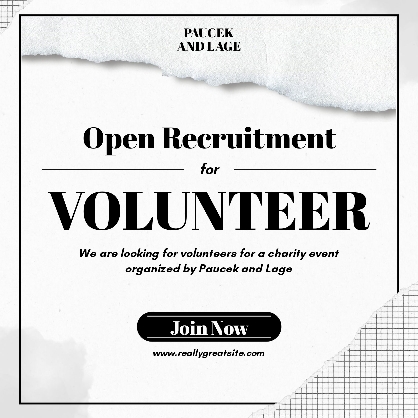 PAUCEK
AND LAGE
Open Recruitment
for
VOLUNTEER
We are looking for volunteers for a charity event
organized by Paucek and Lage
Join Now
www.reallygreatsite.com